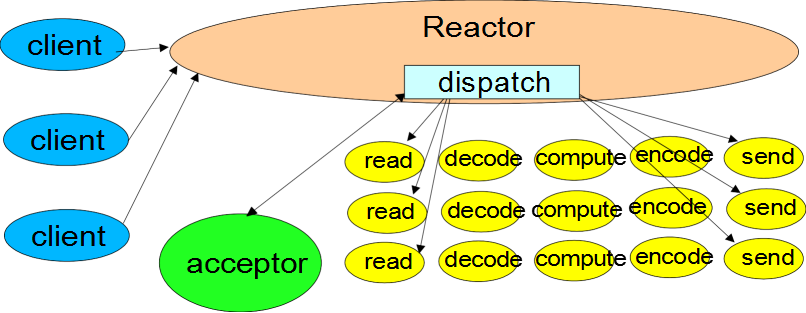 Reactor
client
dispatch
client
read decode compute encode send
read decode compute encode send
client
acceptor
read decode compute encode send